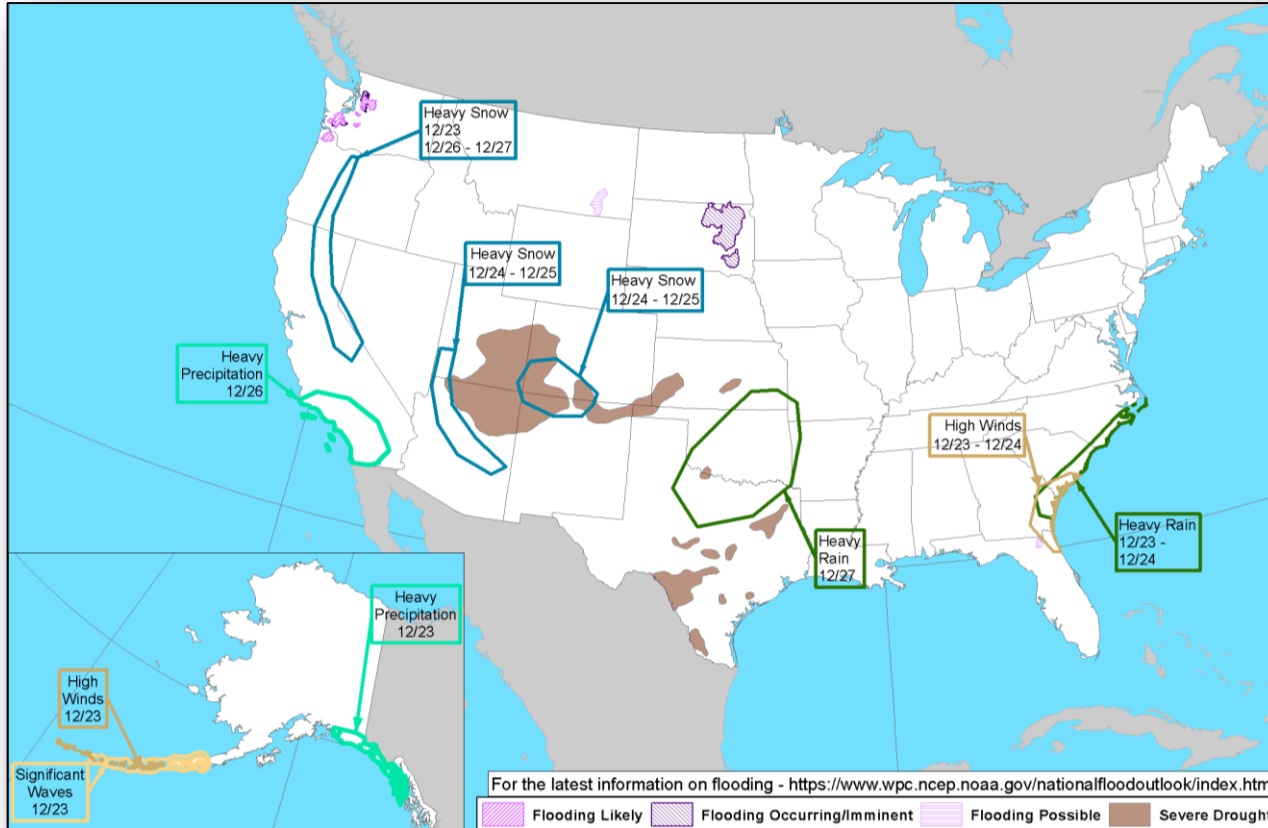 Heavy Snow
12/23
12/26 - 12/27
Heavy Snow
12/24 - 12/25
Heavy Snow
12/24 - 12/25
Heavy
Precipitation
12/26
High Winds
12/23 - 12/24
Heavy Rain
12/23 -
12/24
Heavy
Rain
12/27
Heavy
Precipitation
12/23
High
Winds
12/23
Significant
Waves
12/23
For the latest information on flooding - https://www.wpc.ncep.noaa.gov/nationalfloodoutlook/index.htm
Flooding Likely Flooding Occurring/Imminent Flooding Possible Severe Drought